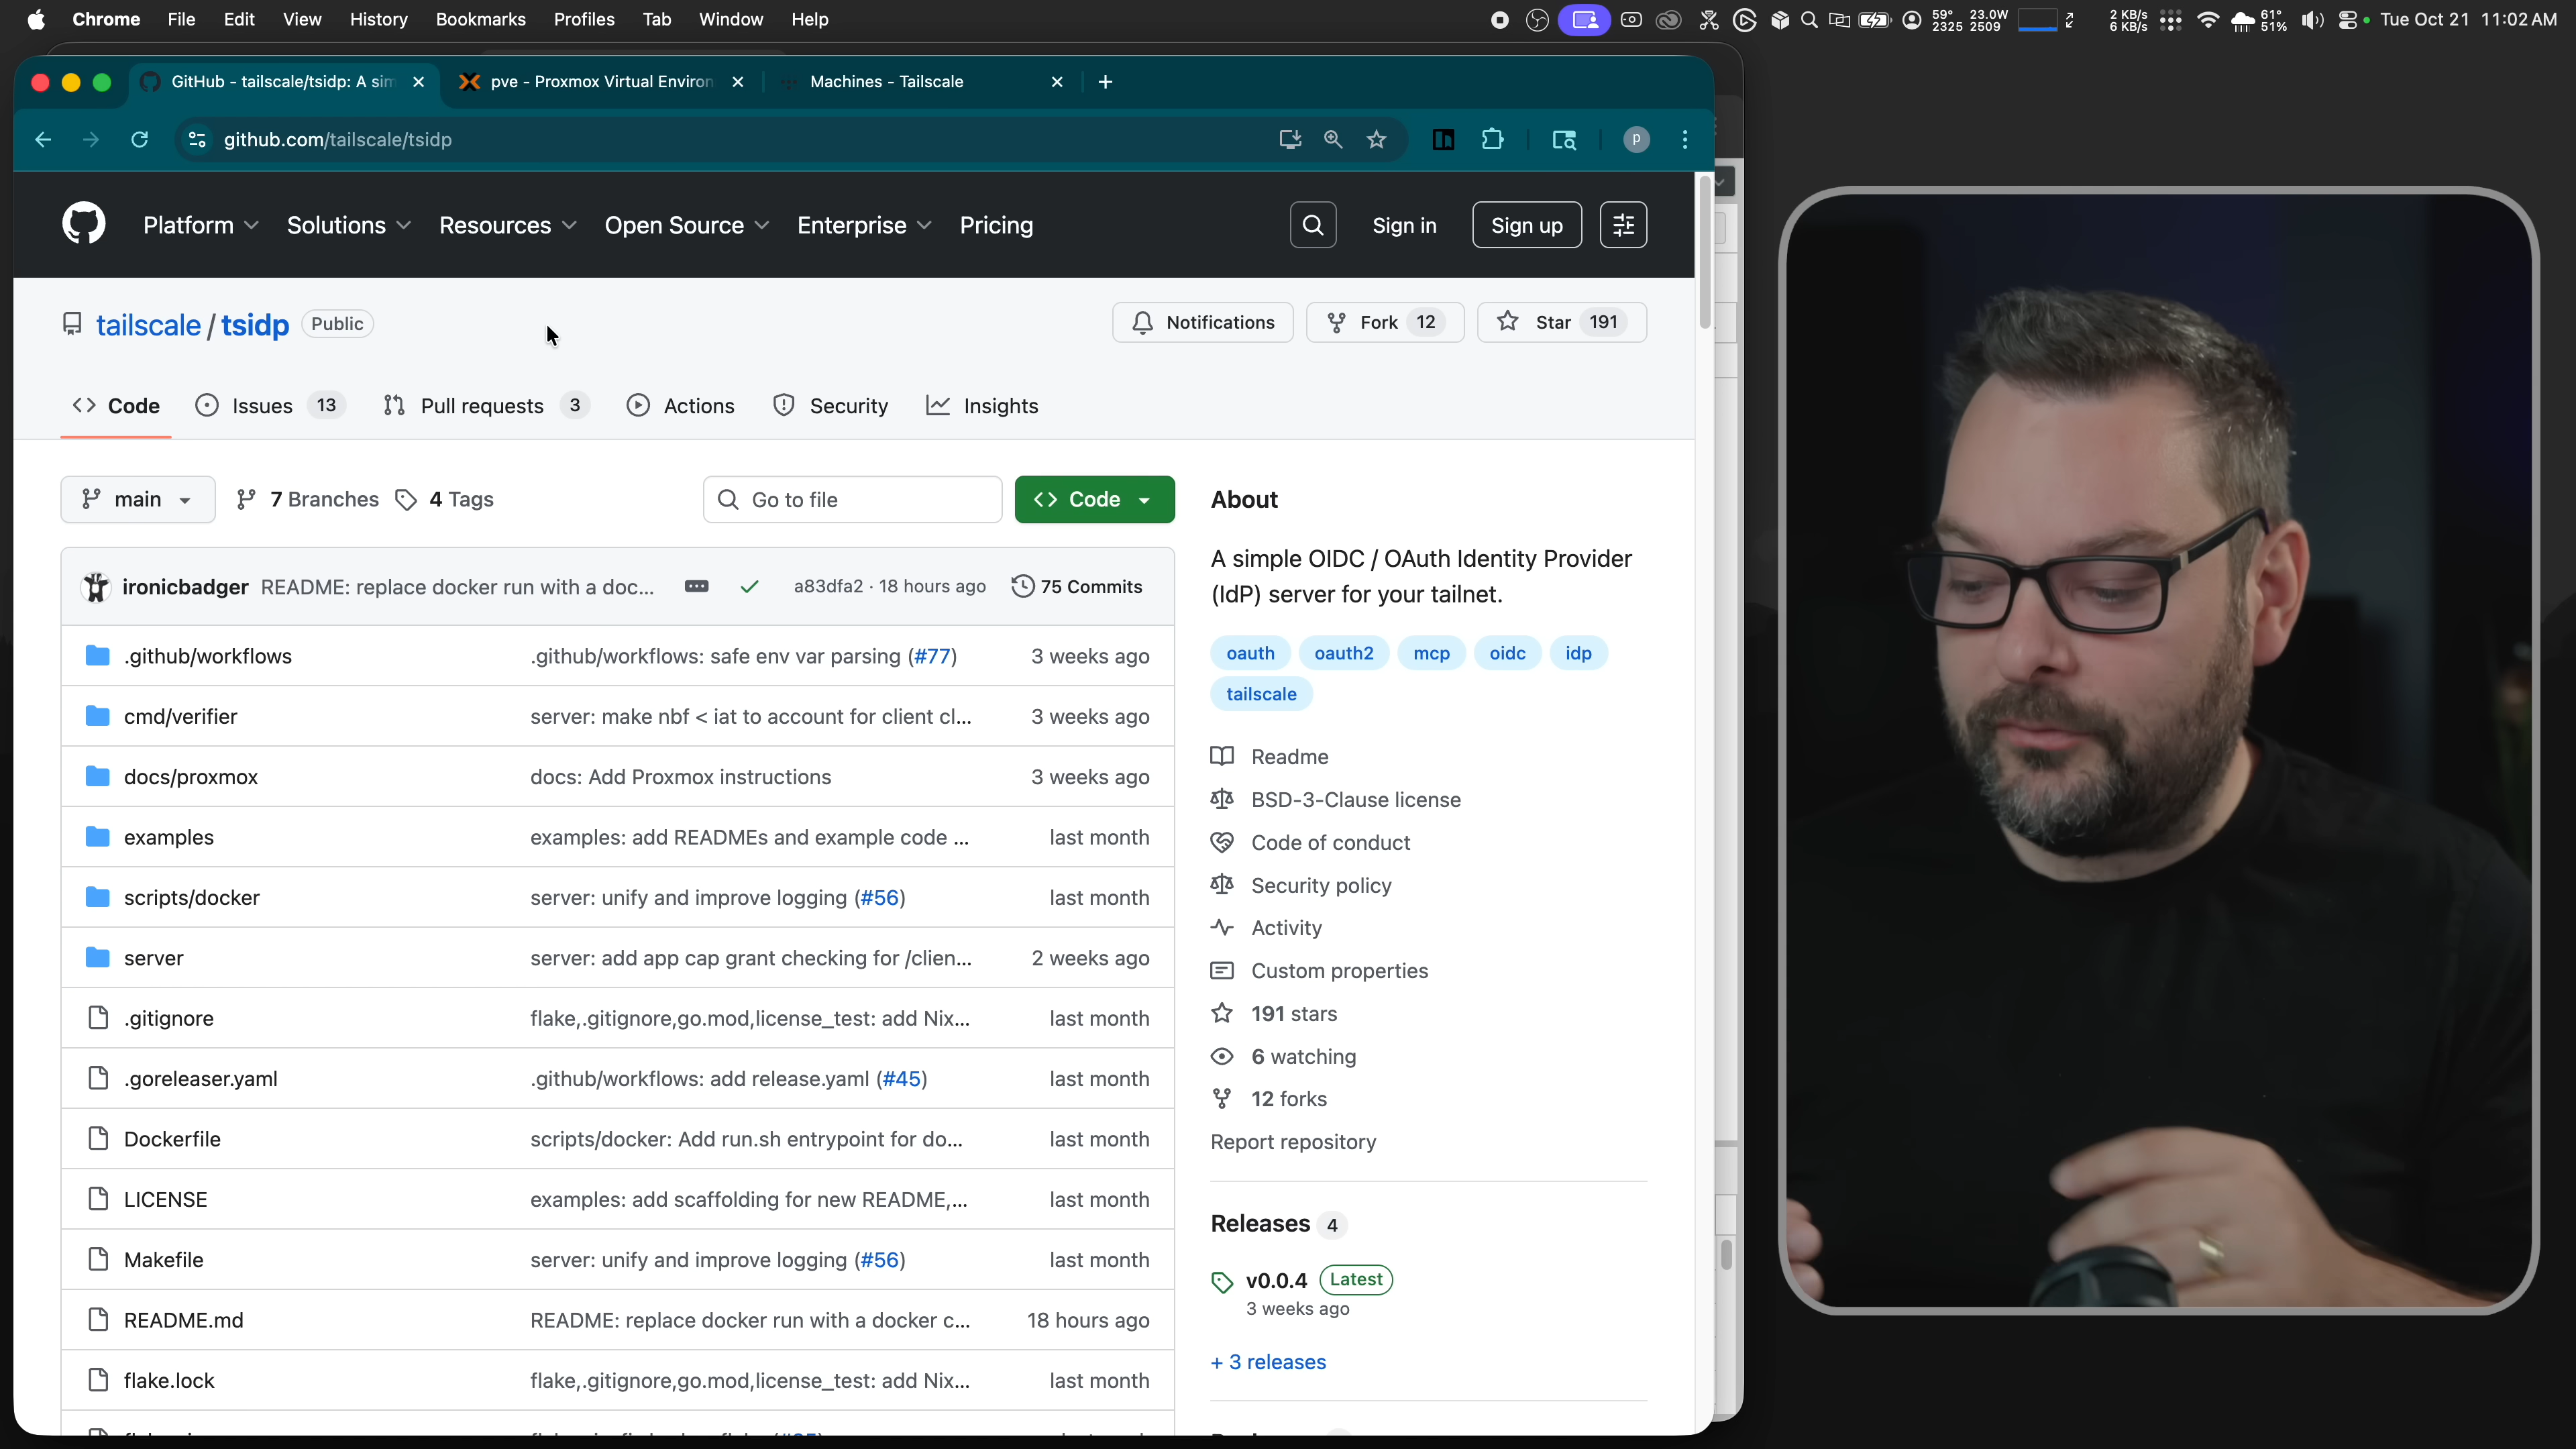 Chrome File Edit View History Bookmarks Profiles Tab Window Help
59° 2325 23.0W 2509 2 KB/s 6 KB/s 61° 51% Tue Oct 21 11:02 AM
GitHub - tailscale/tsidp: A sim
pve - Proxmox Virtual Environ
Machines - Tailscale
github.com/tailscale/tsidp
P
Platform Solutions Resources Open Source Enterprise Pricing
Sign in Sign up
tailscale / tsidp Public
Notifications Fork 12 Star 191
Code Issues 13 Pull requests 3 Actions Security Insights
main 7 Branches 4 Tags
Go to file
Code
ironicbadger README: replace docker run with a doc... a83dfa2 · 18 hours ago 75 Commits
.github/workflows .github/workflows: safe env var parsing (#77) 3 weeks ago
cmd/verifier server: make nbf < iat to account for client cl... 3 weeks ago
docs/proxmox docs: Add Proxmox instructions 3 weeks ago
examples examples: add READMEs and example code ... last month
scripts/docker server: unify and improve logging (#56) last month
server server: add app cap grant checking for /clien... 2 weeks ago
.gitignore flake,.gitignore,go.mod,license_test: add Nix... last month
.goreleaser.yaml .github/workflows: add release.yaml (#45) last month
Dockerfile scripts/docker: Add run.sh entrypoint for do... last month
LICENSE examples: add scaffolding for new README,... last month
Makefile server: unify and improve logging (#56) last month
README.md README: replace docker run with a docker c... 18 hours ago
flake.lock flake,.gitignore,go.mod,license_test: add Nix... last month
About
A simple OIDC / OAuth Identity Provider
(IdP) server for your tailnet.
oauth oauth2 mcp oidc idp
tailscale
Readme
BSD-3-Clause license
Code of conduct
Security policy
Activity
Custom properties
191 stars
6 watching
12 forks
Report repository
Releases 4
v0.0.4 Latest
3 weeks ago
+ 3 releases